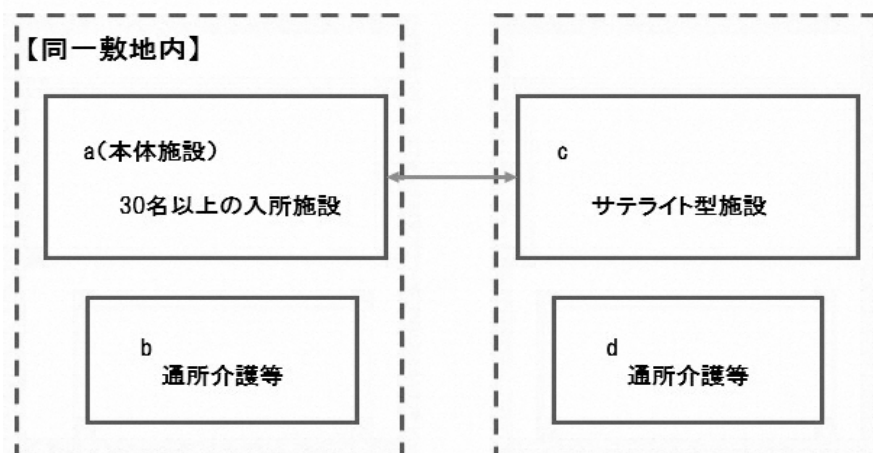 【同一敷地内】
a(本体施設)
30名以上の入所施設
b
通所介護等
c
サテライト型施設
d
通所介護等